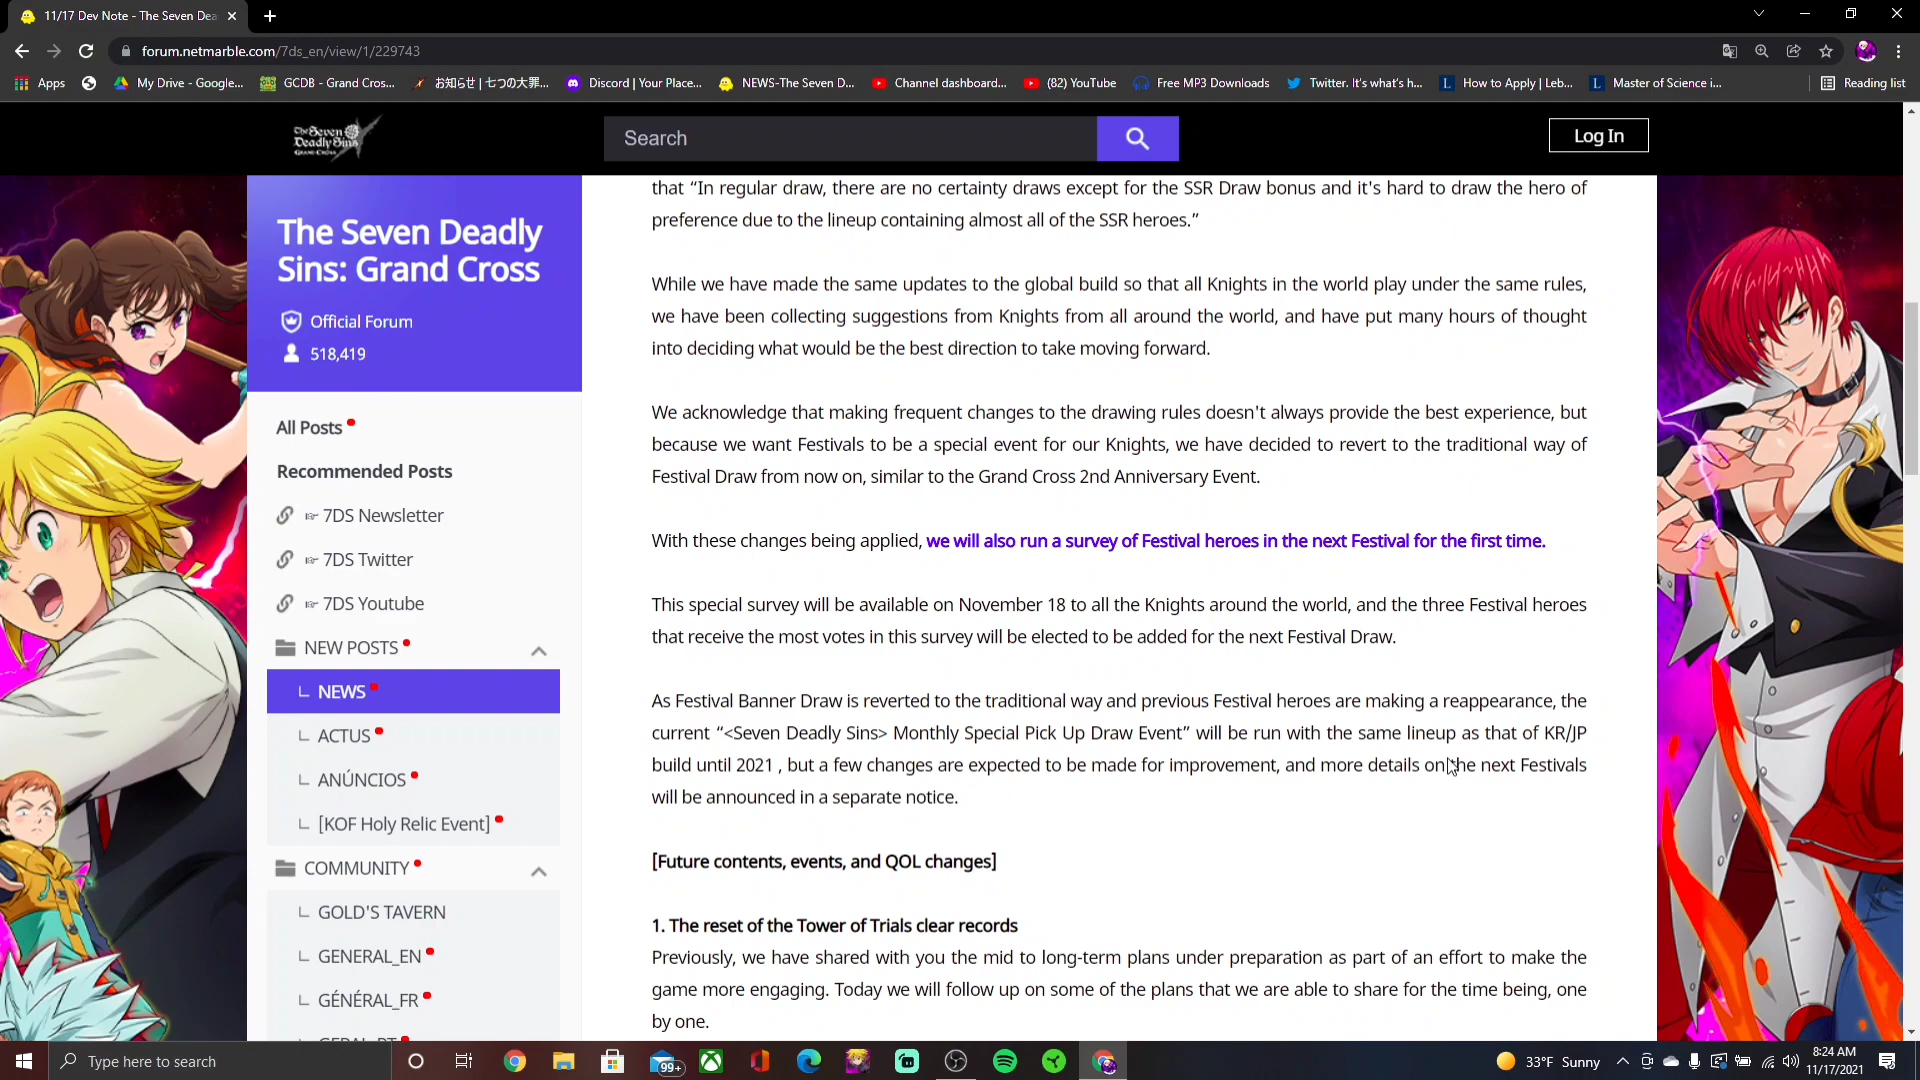 11/17 Dev Note - The Seven Dea
forum.netmarble.com/7ds_en/view/1/229743
Apps
My Drive - Google...
GCDB - Grand Cros...
お知らせ | 七つの大罪...
Discord | Your Place...
NEWS-The Seven D...
Channel dashboard...
(82) YouTube
Free MP3 Downloads
Twitter. It's what's h...
How to Apply | Leb...
Master of Science i...
Reading list
The Seven Deadly Sins GRAND CROSS
Search
Log In
The Seven Deadly
Sins: Grand Cross
Official Forum
518,419
All Posts
Recommended Posts
☞ 7DS Newsletter
☞ 7DS Twitter
☞ 7DS Youtube
NEW POSTS
NEWS
ACTUS
ANÚNCIOS
[KOF Holy Relic Event]
COMMUNITY
GOLD'S TAVERN
GENERAL_EN
GÉNÉRAL_FR
that “In regular draw, there are no certainty draws except for the SSR Draw bonus and it's hard to draw the hero of
preference due to the lineup containing almost all of the SSR heroes.”
While we have made the same updates to the global build so that all Knights in the world play under the same rules,
we have been collecting suggestions from Knights from all around the world, and have put many hours of thought
into deciding what would be the best direction to take moving forward.
We acknowledge that making frequent changes to the drawing rules doesn't always provide the best experience, but
because we want Festivals to be a special event for our Knights, we have decided to revert to the traditional way of
Festival Draw from now on, similar to the Grand Cross 2nd Anniversary Event.
With these changes being applied, we will also run a survey of Festival heroes in the next Festival for the first time.
This special survey will be available on November 18 to all the Knights around the world, and the three Festival heroes
that receive the most votes in this survey will be elected to be added for the next Festival Draw.
As Festival Banner Draw is reverted to the traditional way and previous Festival heroes are making a reappearance, the
current “<Seven Deadly Sins> Monthly Special Pick Up Draw Event” will be run with the same lineup as that of KR/JP
build until 2021 , but a few changes are expected to be made for improvement, and more details on the next Festivals
will be announced in a separate notice.
[Future contents, events, and QOL changes]
1. The reset of the Tower of Trials clear records
Previously, we have shared with you the mid to long-term plans under preparation as part of an effort to make the
game more engaging. Today we will follow up on some of the plans that we are able to share for the time being, one
by one.
Type here to search
99+
33°F Sunny
8:24 AM
11/17/2021